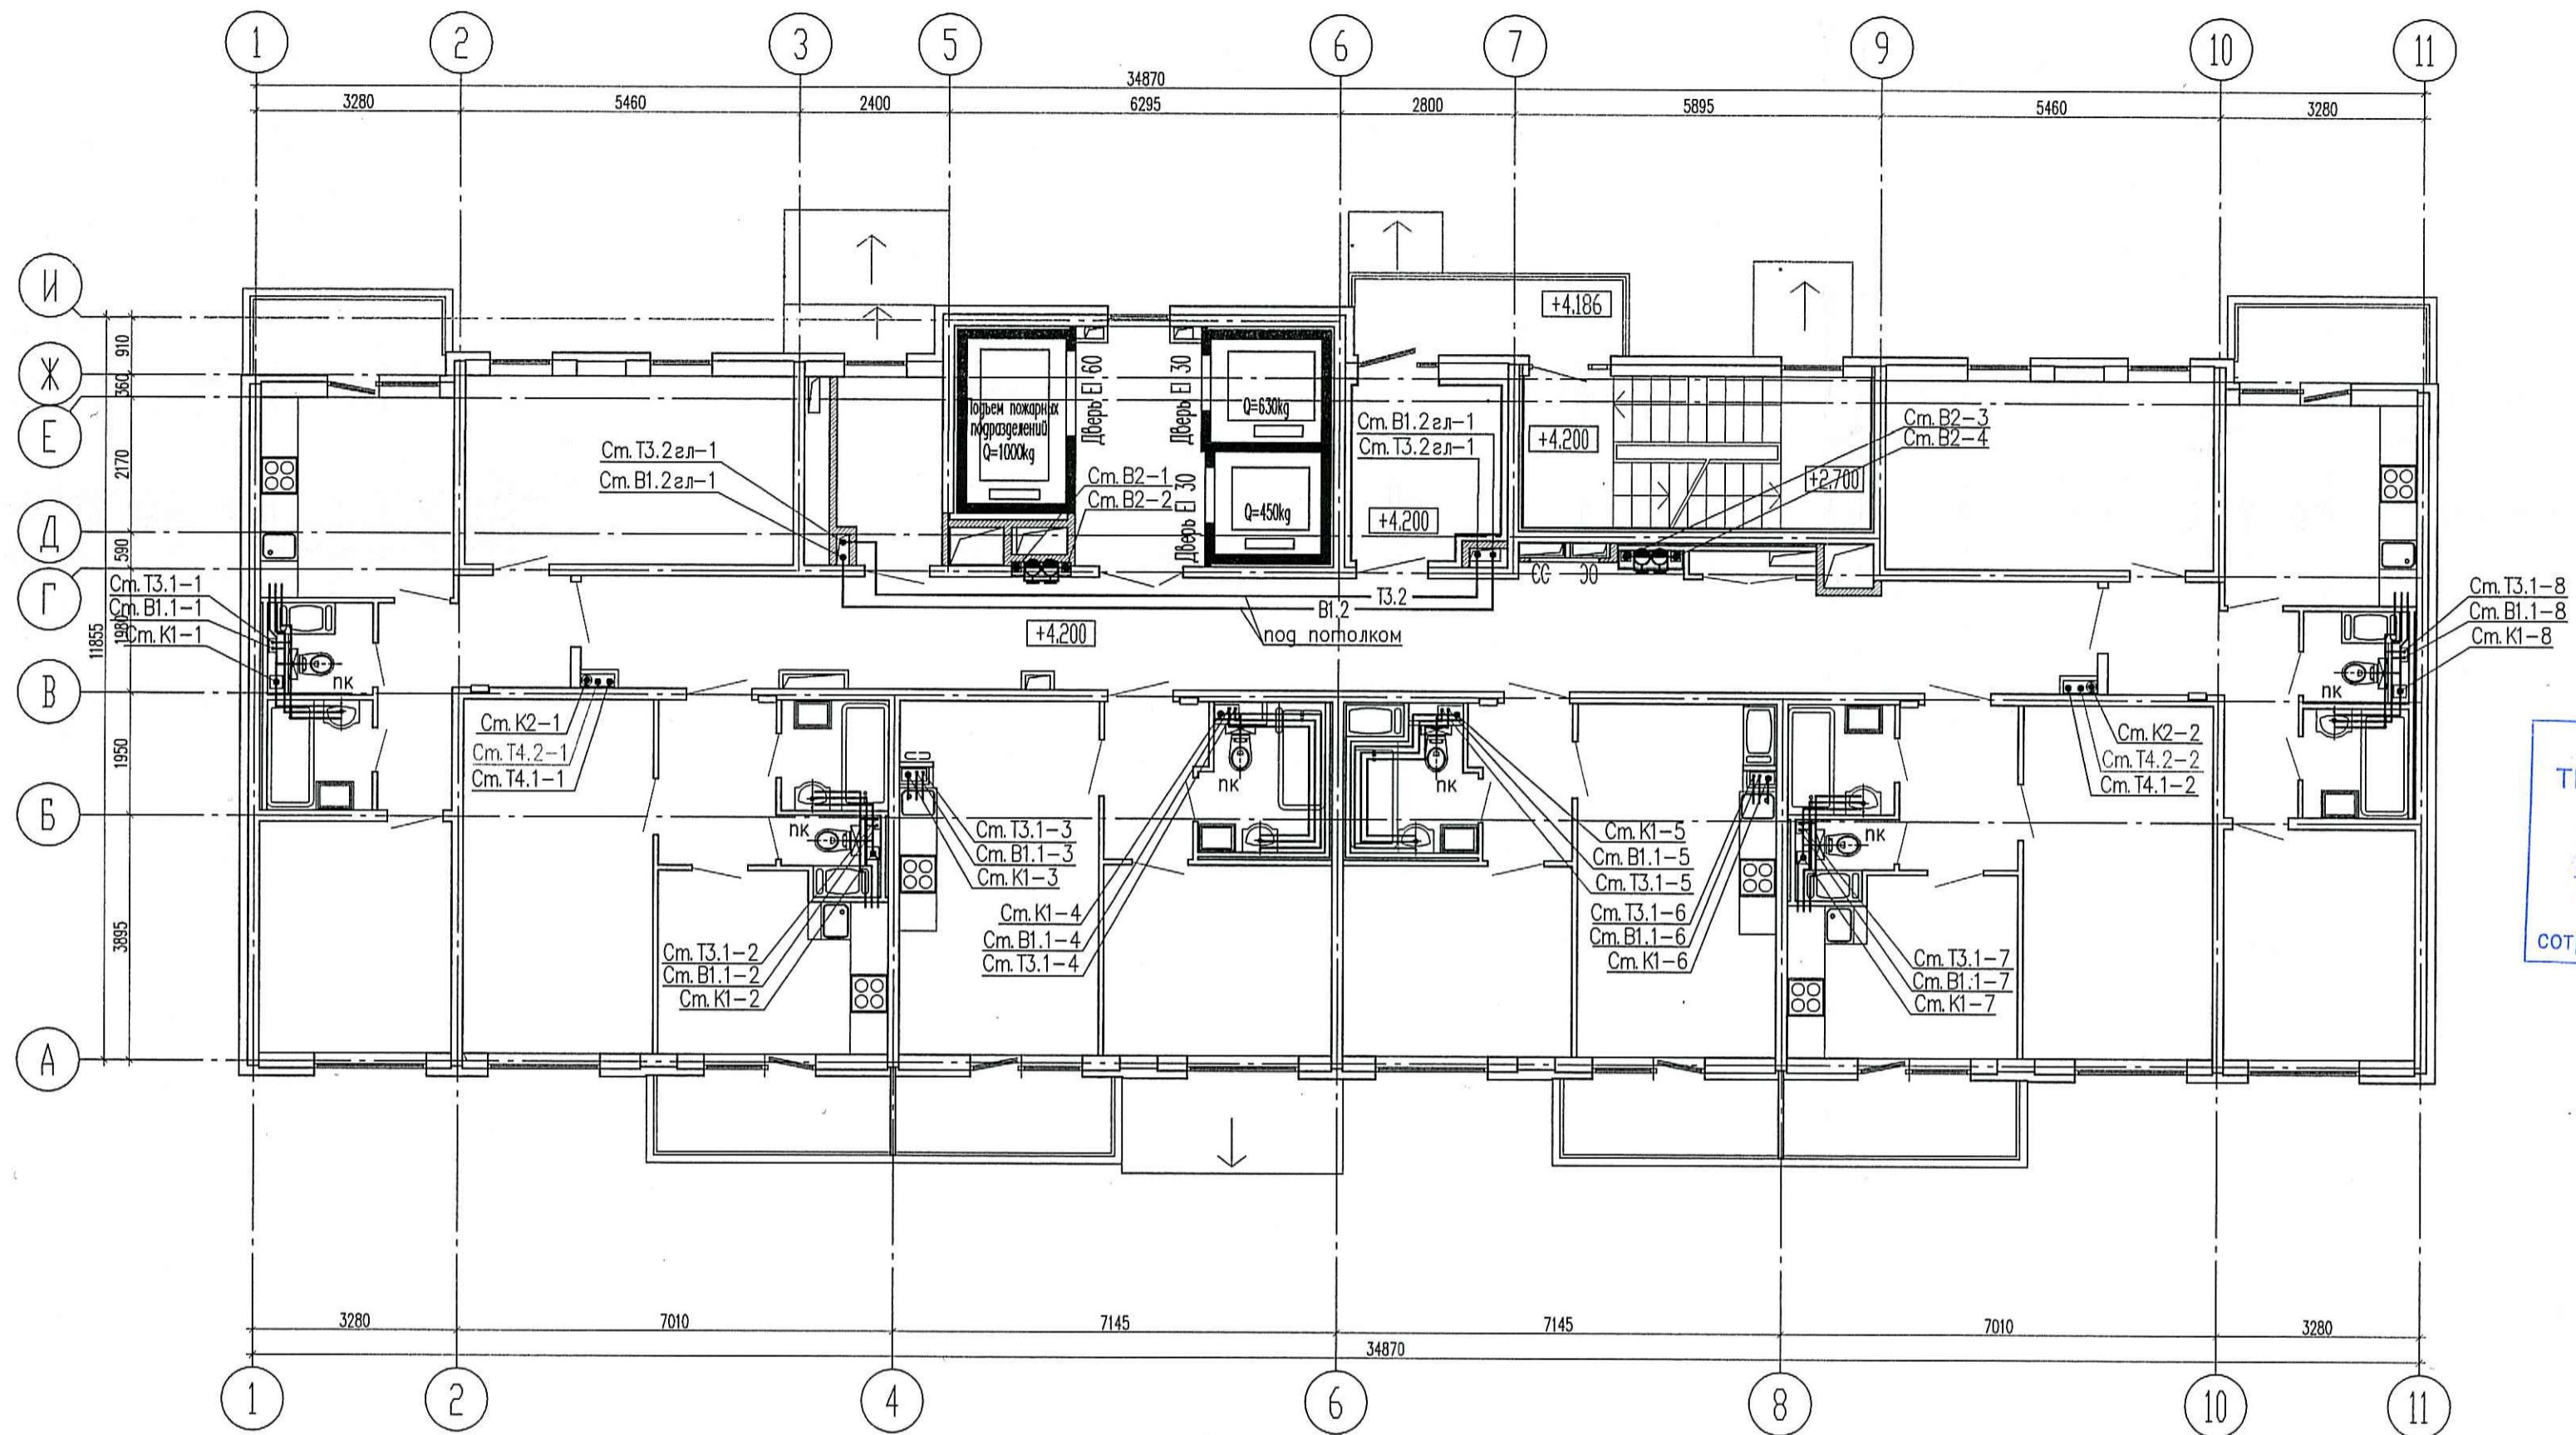 1 2 3 5 6 7 9 10 11
34870
3280 5460 2400 6295 2800 5895 5460 3280
И
Ж
Е
Д
Г
В
Б
А
910
360
2170
590
1980
1950
3895
11855
+4.186
Подъем пожарных
подразделений
Q=1000kg
Дверь EI 60
Дверь EI 30
Q=630kg
Дверь EI 30
Q=450kg
Ст. В1.2гл-1
Ст. Т3.2гл-1
+4.200
+4.200
+2.700
Ст. В2-3
Ст. В2-4
Ст. Т3.2гл-1
Ст. В1.2гл-1
Ст. В2-1
Ст. В2-2
СС ЭО
Т3.2
В1.2
под потолком
+4.200
Ст. Т3.1-1
Ст. В1.1-1
Ст. К1-1
пк
Ст. Т3.1-8
Ст. В1.1-8
Ст. К1-8
пк
Ст. К2-1
Ст. Т4.2-1
Ст. Т4.1-1
Ст. К2-2
Ст. Т4.2-2
Ст. Т4.1-2
пк
пк
пк
пк
Ст. Т3.1-3
Ст. В1.1-3
Ст. К1-3
Ст. К1-4
Ст. В1.1-4
Ст. Т3.1-4
Ст. К1-5
Ст. В1.1-5
Ст. Т3.1-5
Ст. Т3.1-6
Ст. В1.1-6
Ст. К1-6
Ст. Т3.1-2
Ст. В1.1-2
Ст. К1-2
Ст. Т3.1-7
Ст. В1.1-7
Ст. К1-7
3280 7010 7145 7145 7010 3280
34870
1 2 4 6 8 10 11